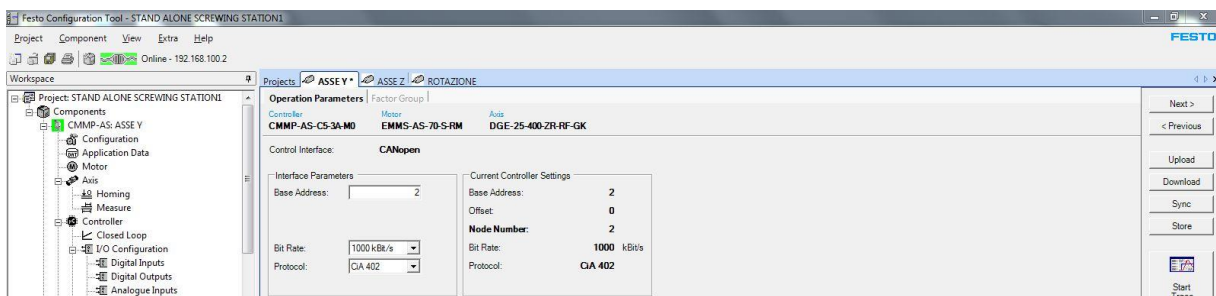 Festo Configuration Tool - STAND ALONE SCREWING STATION1
Project Component View Extra Help
FESTO
Online - 192.168.100.2
Workspace
Projects ASSE Y * ASSE Z ROTAZIONE
Project: STAND ALONE SCREWING STATION1
Components
CMMP-AS: ASSE Y
Configuration
Application Data
Motor
Axis
Homing
Measure
Controller
Closed Loop
I/O Configuration
Digital Inputs
Digital Outputs
Analogue Inputs
Operation Parameters Factor Group
Controller Motor Axis
CMMP-AS-C5-3A-M0 EMMS-AS-70-S-RM DGE-25-400-ZR-RF-GK
Control Interface: CANopen
Interface Parameters
Base Address: 2
Bit Rate: 1000 kBit/s
Protocol: CiA 402
Current Controller Settings
Base Address: 2
Offset: 0
Node Number: 2
Bit Rate: 1000 kBit/s
Protocol: CiA 402
Next >
< Previous
Upload
Download
Sync
Store
Start
Trace